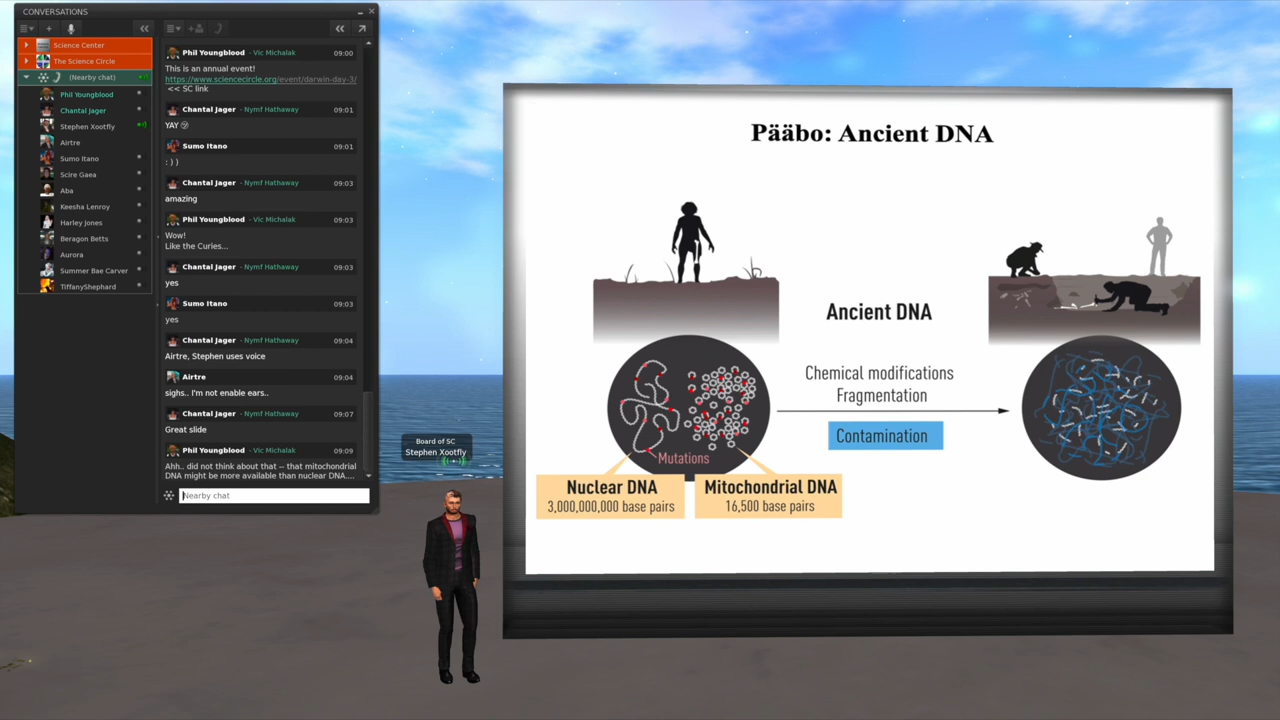 CONVERSATIONS
Science Center
The Science Circle
(Nearby chat)
Phil Youngblood
Chantal Jager
Stephen Xootfly
Airtre
Sumo Itano
Scire Gaea
Aba
Keesha Lenroy
Harley Jones
Beragon Betts
Aurora
Summer Bae Carver
TiffanyShephard
Phil Youngblood - Vic Michalak 09:00
This is an annual event!
https://www.sciencecircle.org/event/darwin-day-3/
<< SC link
Chantal Jager - Nymf Hathaway 09:01
YAY
Sumo Itano 09:01
: ) )
Chantal Jager - Nymf Hathaway 09:03
amazing
Phil Youngblood - Vic Michalak 09:03
Wow!
Like the Curies...
Chantal Jager - Nymf Hathaway 09:03
yes
Sumo Itano 09:03
yes
Chantal Jager - Nymf Hathaway 09:04
Airtre, Stephen uses voice
Airtre 09:04
sighs.. I'm not enable ears..
Chantal Jager - Nymf Hathaway 09:07
Great slide
Phil Youngblood - Vic Michalak 09:09
Ahh.. did not think about that -- that mitochondrial
DNA might be more available than nuclear DNA....
Nearby chat
Board of SC
Stephen Xootfly
Pääbo: Ancient DNA
Ancient DNA
Chemical modifications
Fragmentation
Contamination
Mutations
Nuclear DNA
3,000,000,000 base pairs
Mitochondrial DNA
16,500 base pairs